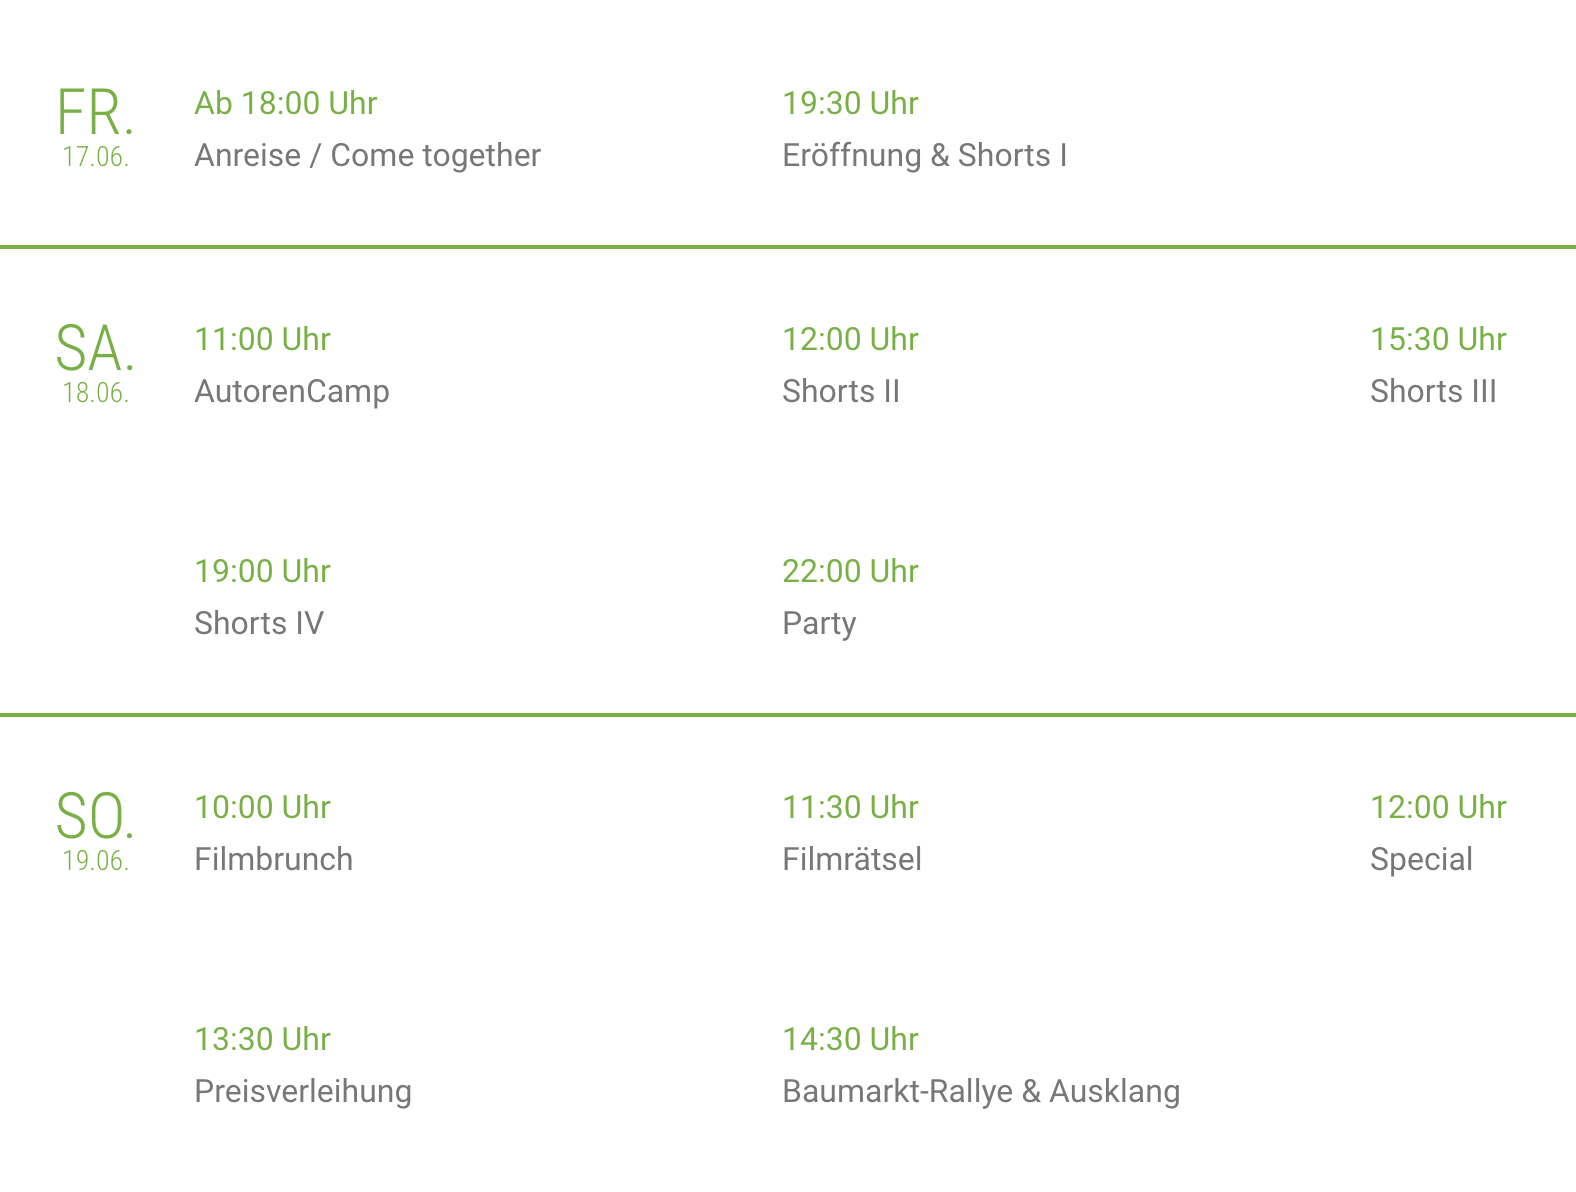 FR.
17.06.
Ab 18:00 Uhr
Anreise / Come together
19:30 Uhr
Eröffnung & Shorts I
SA.
18.06.
11:00 Uhr
AutorenCamp
12:00 Uhr
Shorts II
15:30 Uhr
Shorts III
19:00 Uhr
Shorts IV
22:00 Uhr
Party
SO.
19.06.
10:00 Uhr
Filmbrunch
11:30 Uhr
Filmrätsel
12:00 Uhr
Special
13:30 Uhr
Preisverleihung
14:30 Uhr
Baumarkt-Rallye & Ausklang